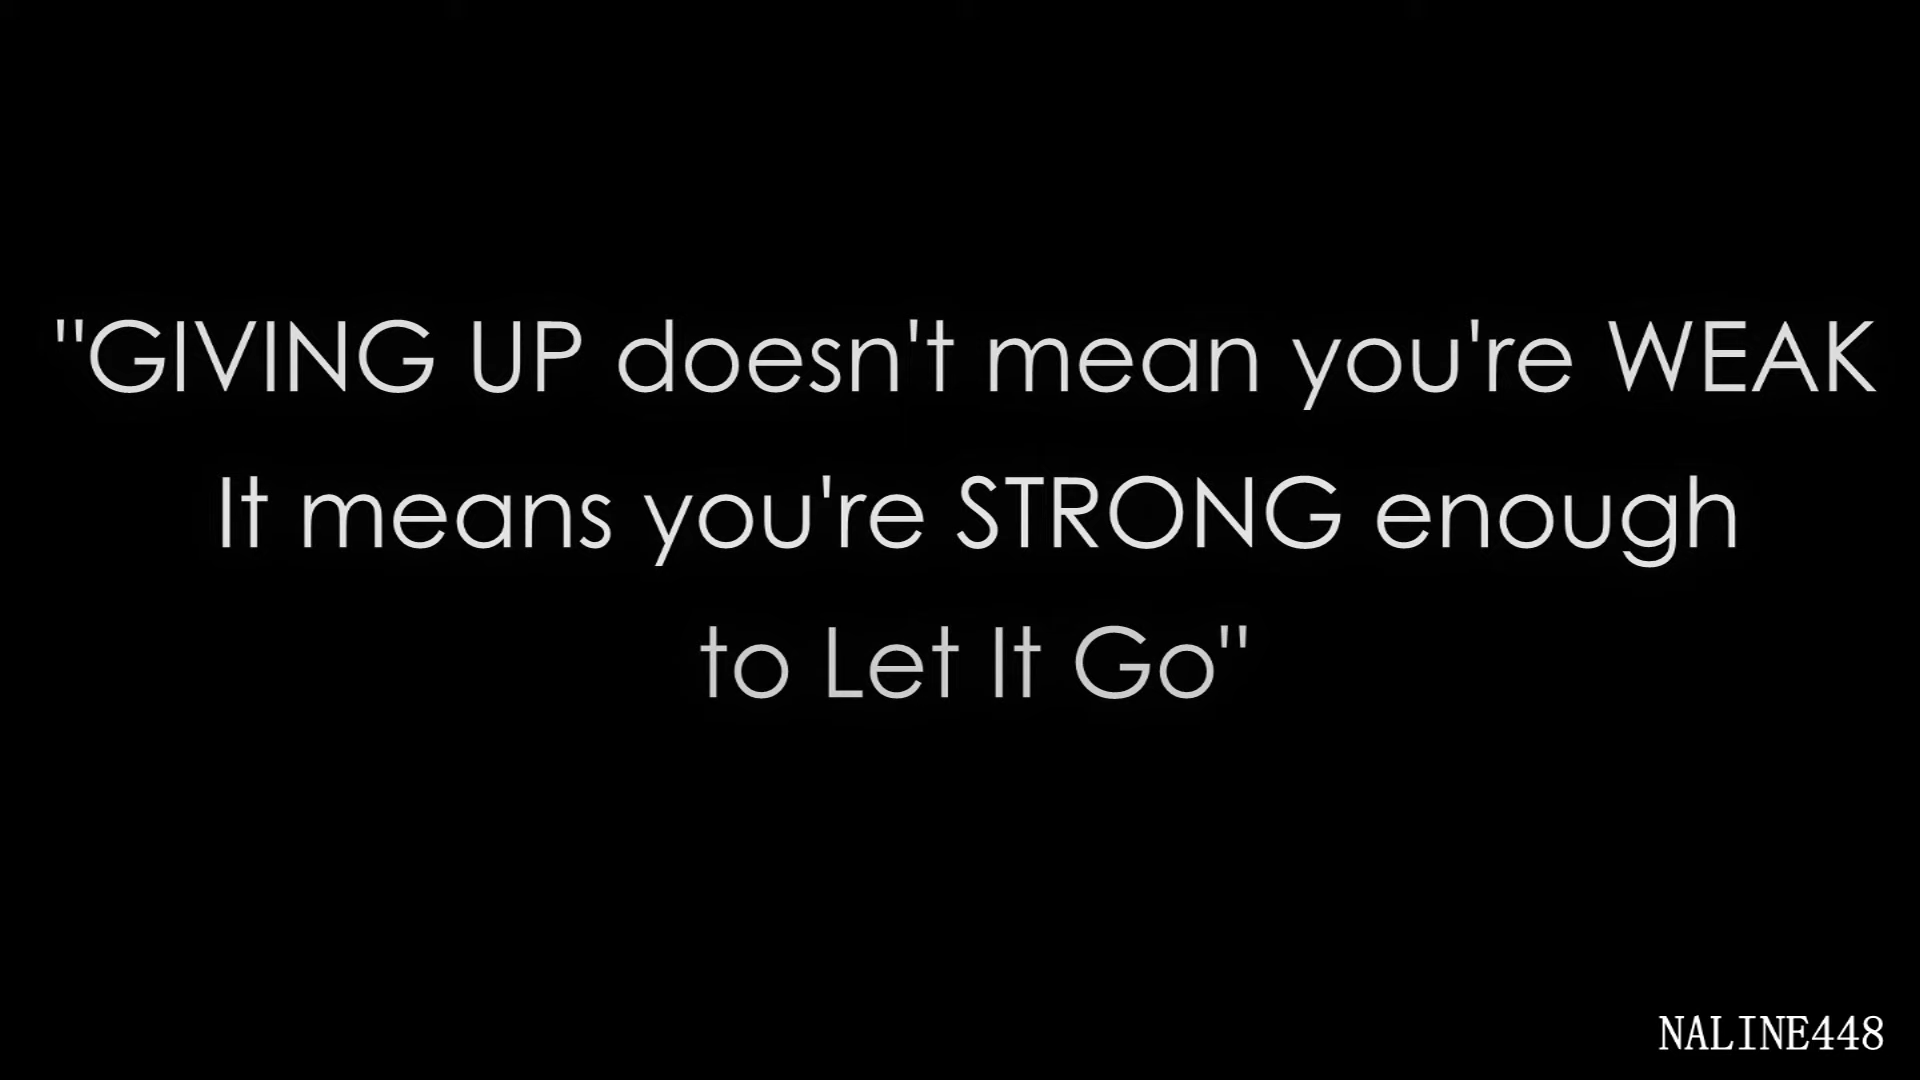 "GIVING UP doesn't mean you're WEAK
It means you're STRONG enough
to Let It Go"
NALINE448